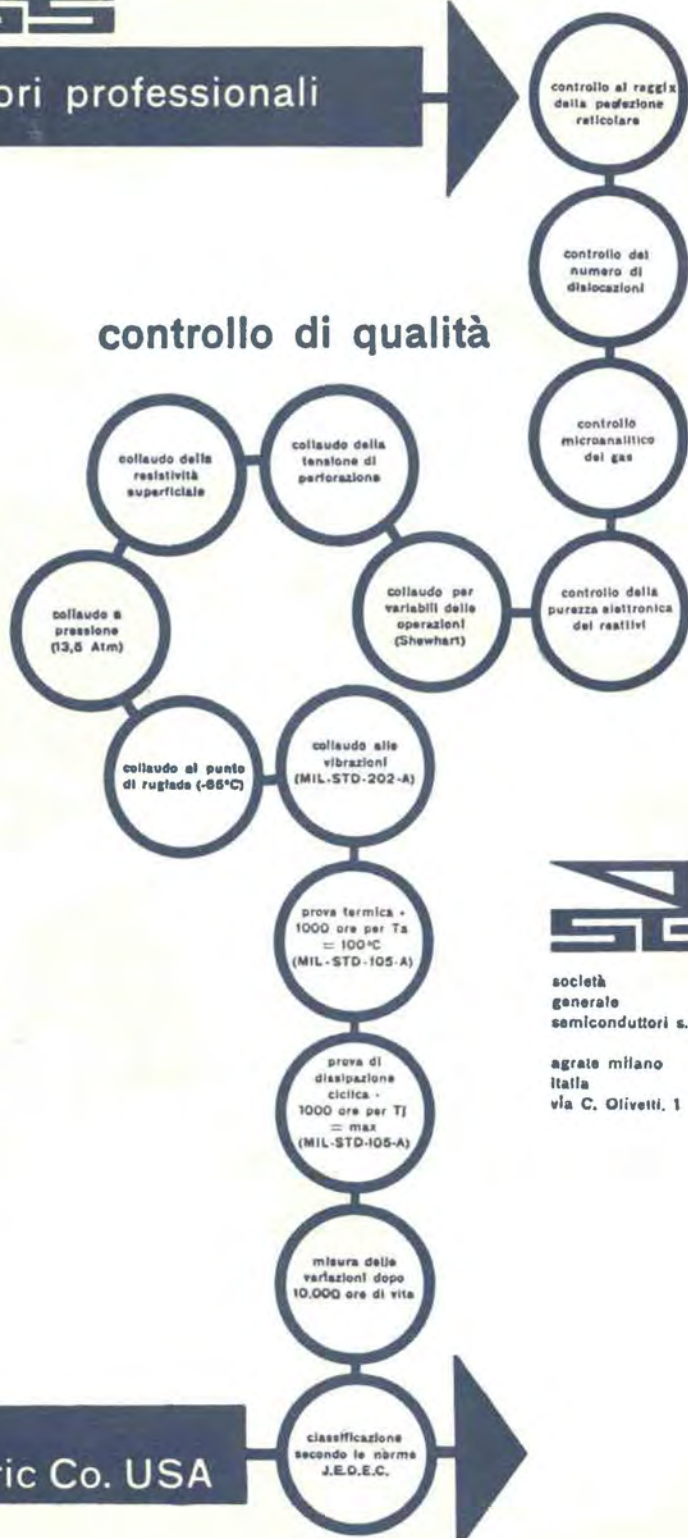 SGS
ori professionali
controllo ai raggi x
della perfezione
reticolare
controllo del
numero di
dislocazioni
controllo
microanalitico
dei gas
controllo della
purezza elettronica
dei reattivi
controllo di qualità
collaudo per
variabili delle
operazioni
(Shewhart)
collaudo della
tensione di
perforazione
collaudo della
resistività
superficiale
collaudo a
pressione
(13,5 Atm)
collaudo al punto
di rugiada (-65°C)
collaudo alle
vibrazioni
(MIL-STD-202-A)
prova termica -
1000 ore per Ta
= 100°C
(MIL-STD-105-A)
prova di
dissipazione
ciclica -
1000 ore per Tj
= max
(MIL-STD-105-A)
misura delle
variazioni dopo
10.000 ore di vita
classificazione
secondo le norme
J.E.D.E.C.
ric Co. USA
società
generale
semiconduttori s.
agrate milano
italia
via C. Olivetti, 1